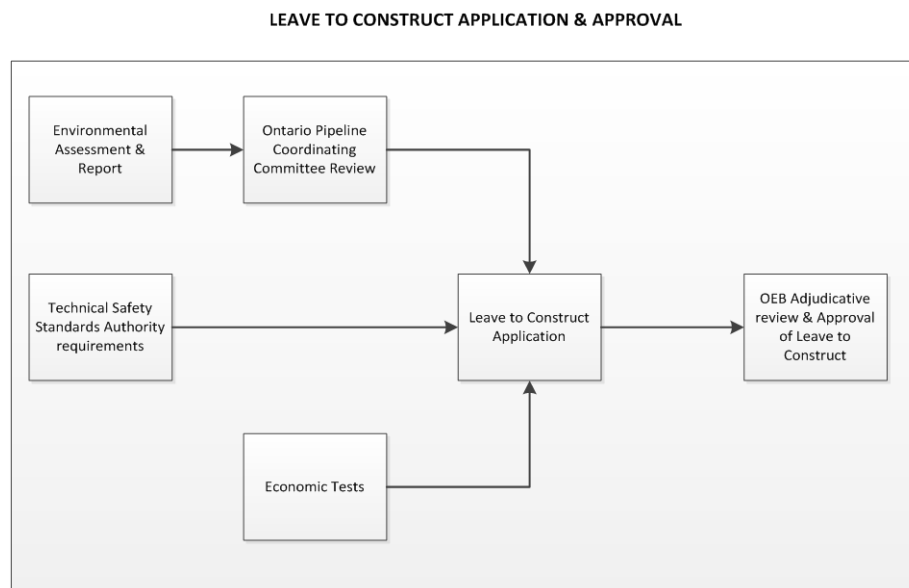 LEAVE TO CONSTRUCT APPLICATION & APPROVAL
Environmental
Assessment &
Report
Ontario Pipeline
Coordinating
Committee Review
Technical Safety
Standards Authority
requirements
Leave to Construct
Application
OEB Adjudicative
review & Approval
of Leave to
Construct
Economic Tests